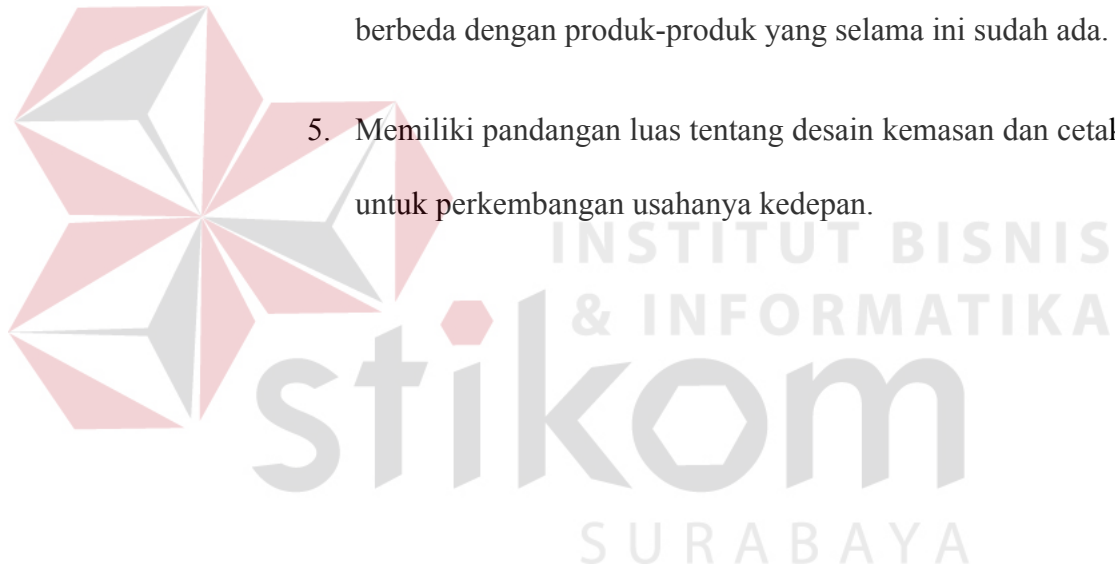 berbeda dengan produk-produk yang selama ini sudah ada.
5. Memiliki pandangan luas tentang desain kemasan dan
untuk perkembangan usahanya kedepan.
INSTITUT BISNIS
& INFORMATIKA
stikom
SURABAYA